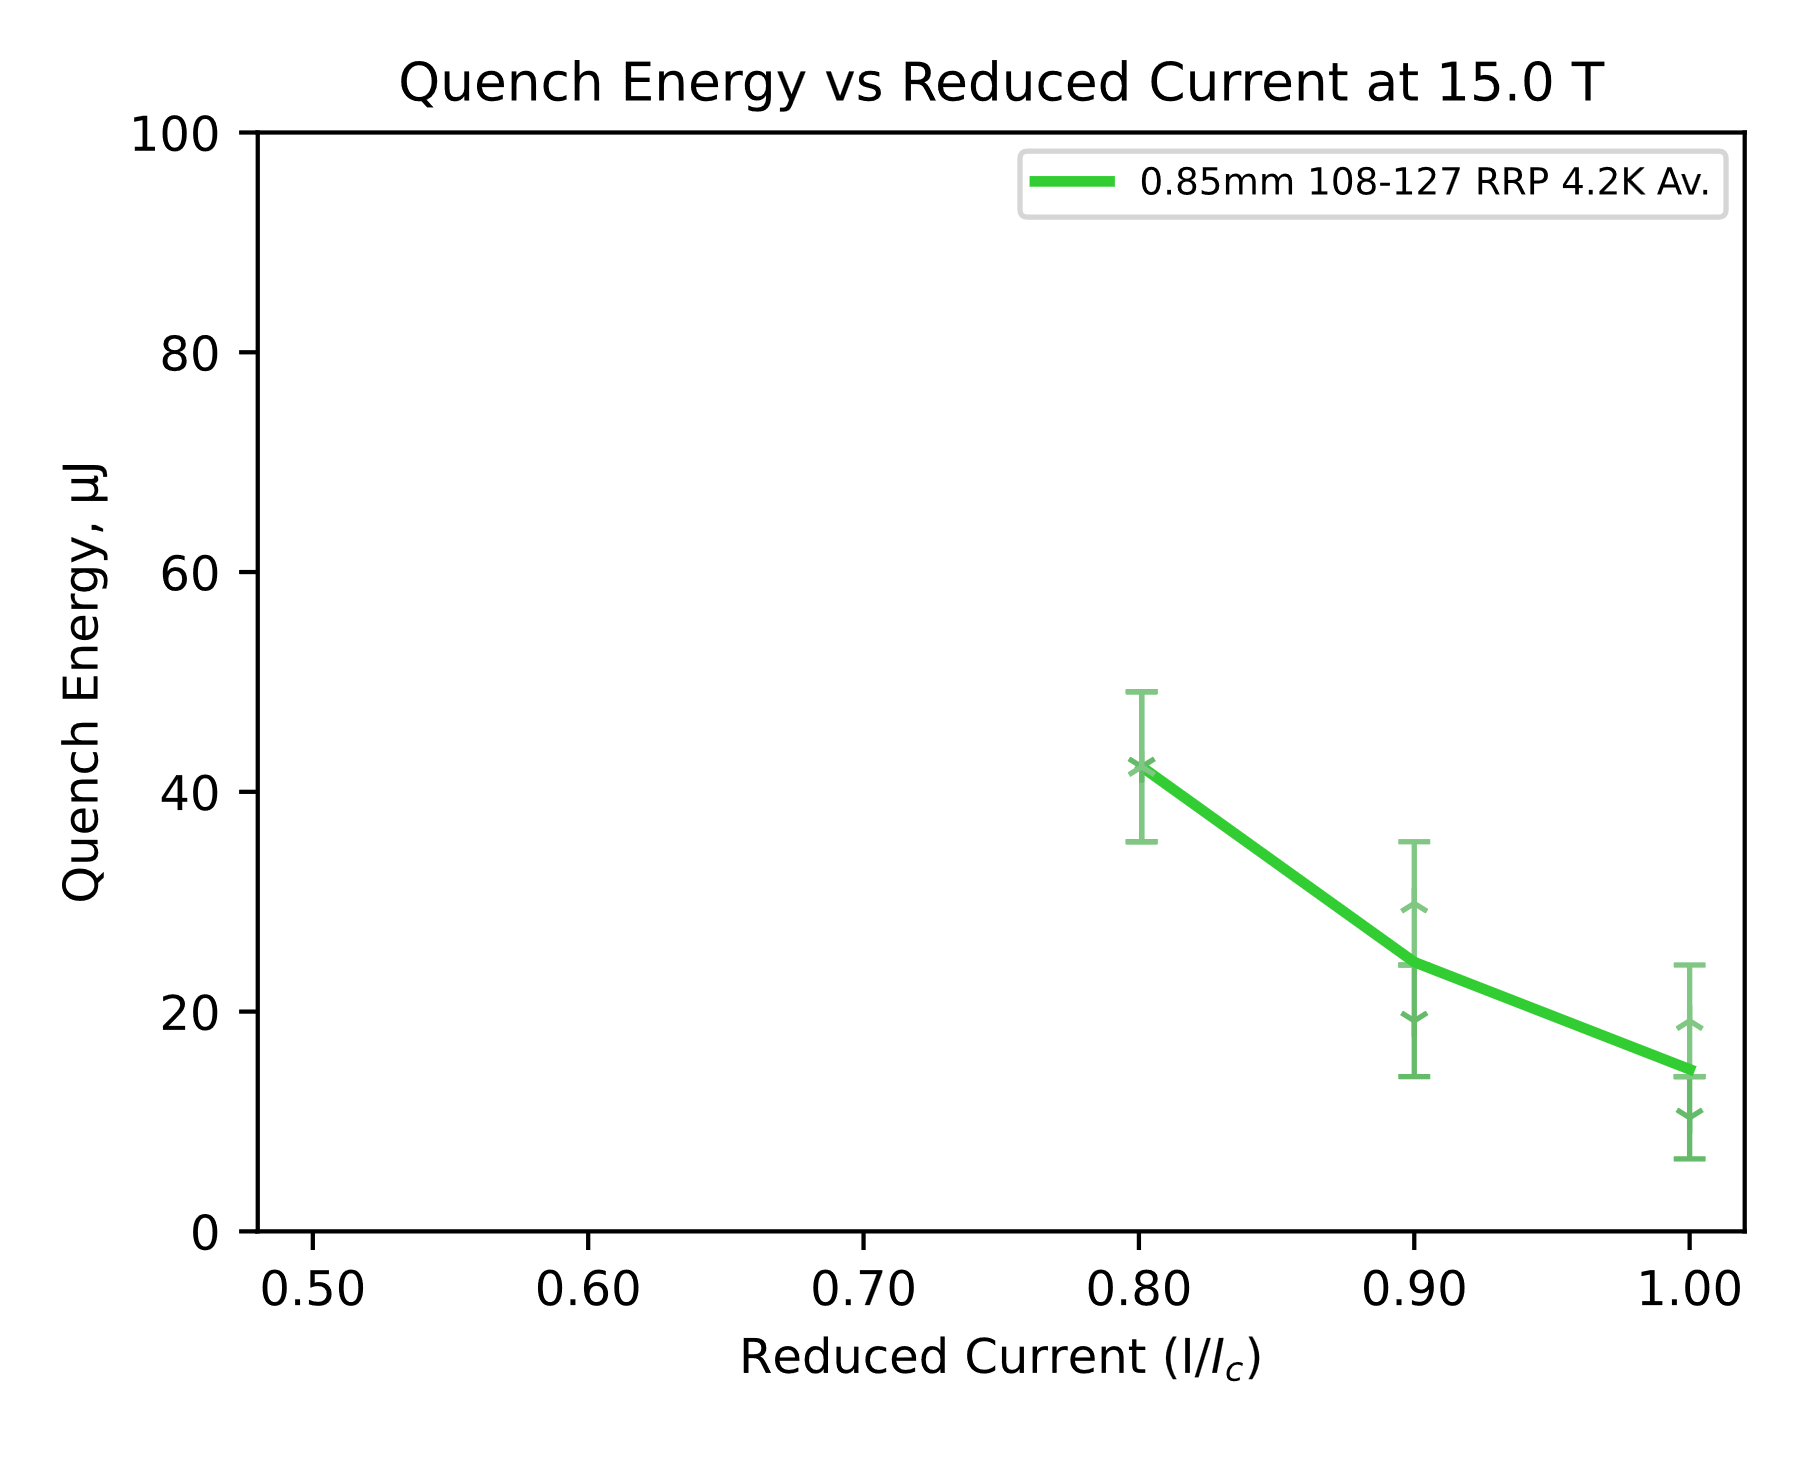 Quench Energy vs Reduced Current at 15.0 T
0.85mm 108-127 RRP 4.2K Av.
Quench Energy, μJ
100
80
60
40
20
0
0.50 0.60 0.70 0.80 0.90 1.00
Reduced Current (I/I_c)